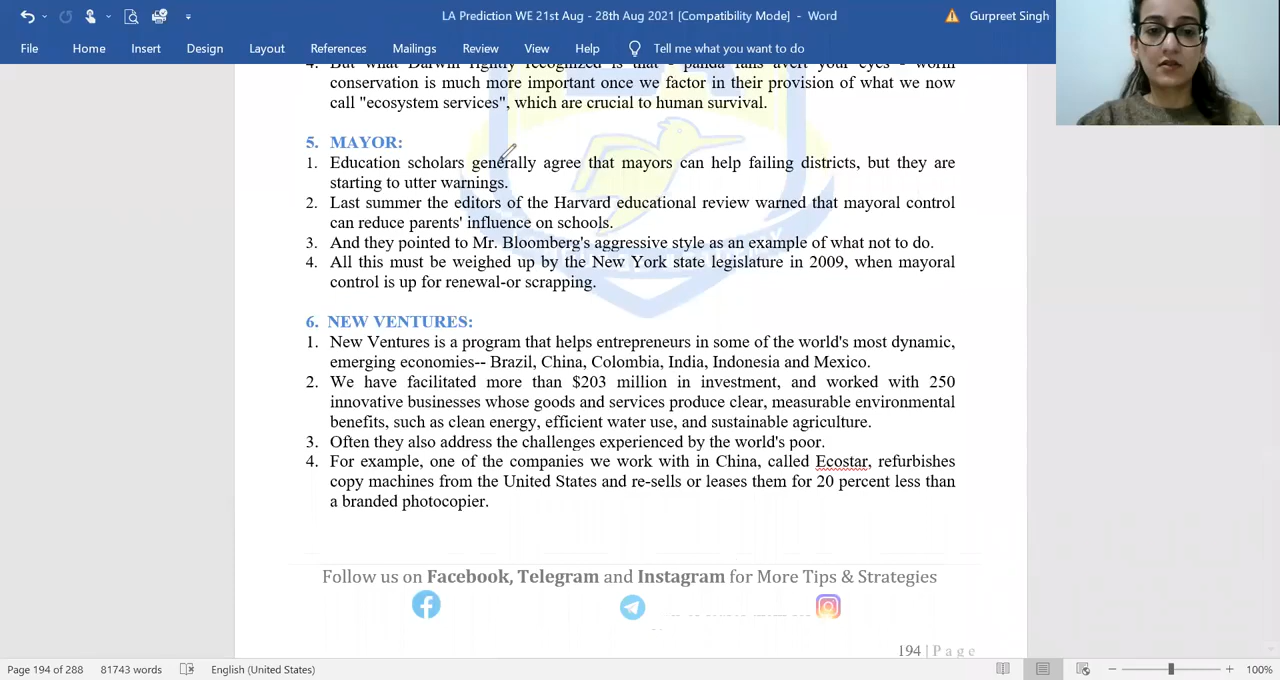 LA Prediction WE 21st Aug - 28th Aug 2021 [Compatibility Mode] - Word
Gurpreet Singh
File Home Insert Design Layout References Mailings Review View Help Tell me what you want to do
4. But what Darwin rightly recognized is that - panda fans avert your eyes - worm
conservation is much more important once we factor in their provision of what we now
call "ecosystem services", which are crucial to human survival.
5. MAYOR:
1. Education scholars generally agree that mayors can help failing districts, but they are
starting to utter warnings.
2. Last summer the editors of the Harvard educational review warned that mayoral control
can reduce parents' influence on schools.
3. And they pointed to Mr. Bloomberg's aggressive style as an example of what not to do.
4. All this must be weighed up by the New York state legislature in 2009, when mayoral
control is up for renewal-or scrapping.
6. NEW VENTURES:
1. New Ventures is a program that helps entrepreneurs in some of the world's most dynamic,
emerging economies-- Brazil, China, Colombia, India, Indonesia and Mexico.
2. We have facilitated more than $203 million in investment, and worked with 250
innovative businesses whose goods and services produce clear, measurable environmental
benefits, such as clean energy, efficient water use, and sustainable agriculture.
3. Often they also address the challenges experienced by the world's poor.
4. For example, one of the companies we work with in China, called Ecostar, refurbishes
copy machines from the United States and re-sells or leases them for 20 percent less than
a branded photocopier.
Follow us on Facebook, Telegram and Instagram for More Tips & Strategies
194 | Page
Page 194 of 288 81743 words English (United States) 100%